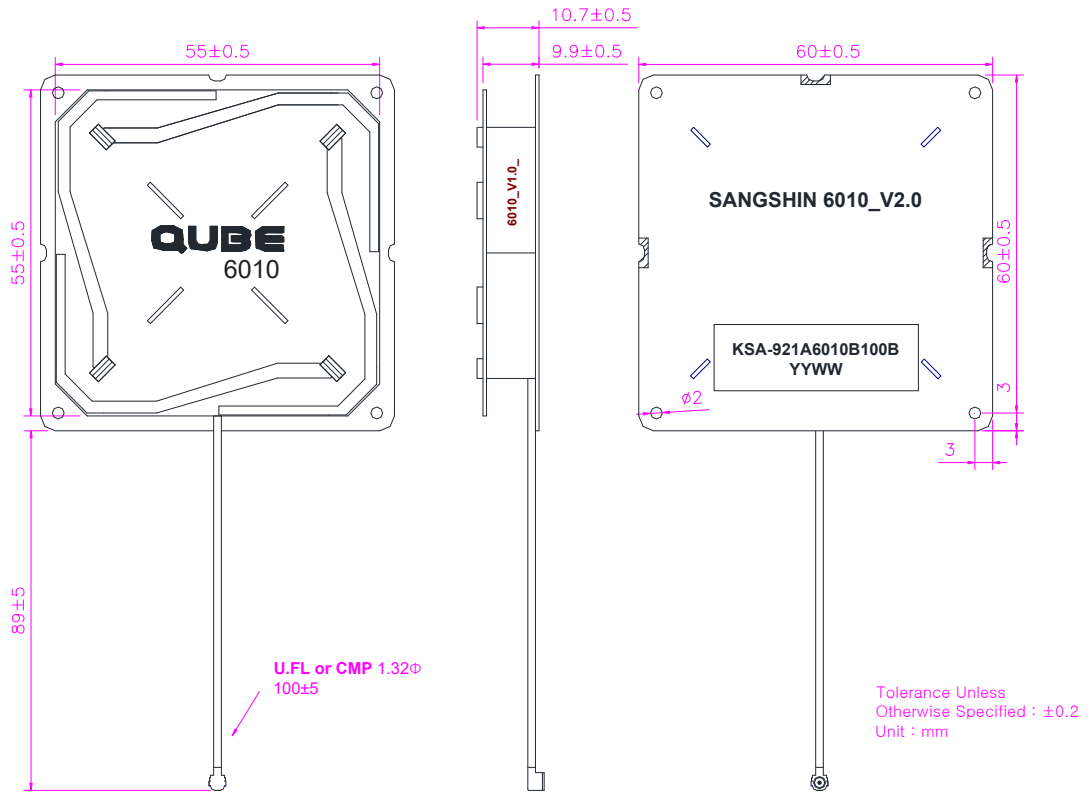 10.7±0.5
55±0.5
9.9±0.5
60±0.5
55±0.5
QUBE
6010
6010_V1.0_
SANGSHIN 6010_V2.0
60±0.5
KSA-921A6010B100B
YYWW
ø2
3
3
89±5
U.FL or CMP 1.32Φ
100±5
Tolerance Unless
Otherwise Specified : ±0.2
Unit : mm